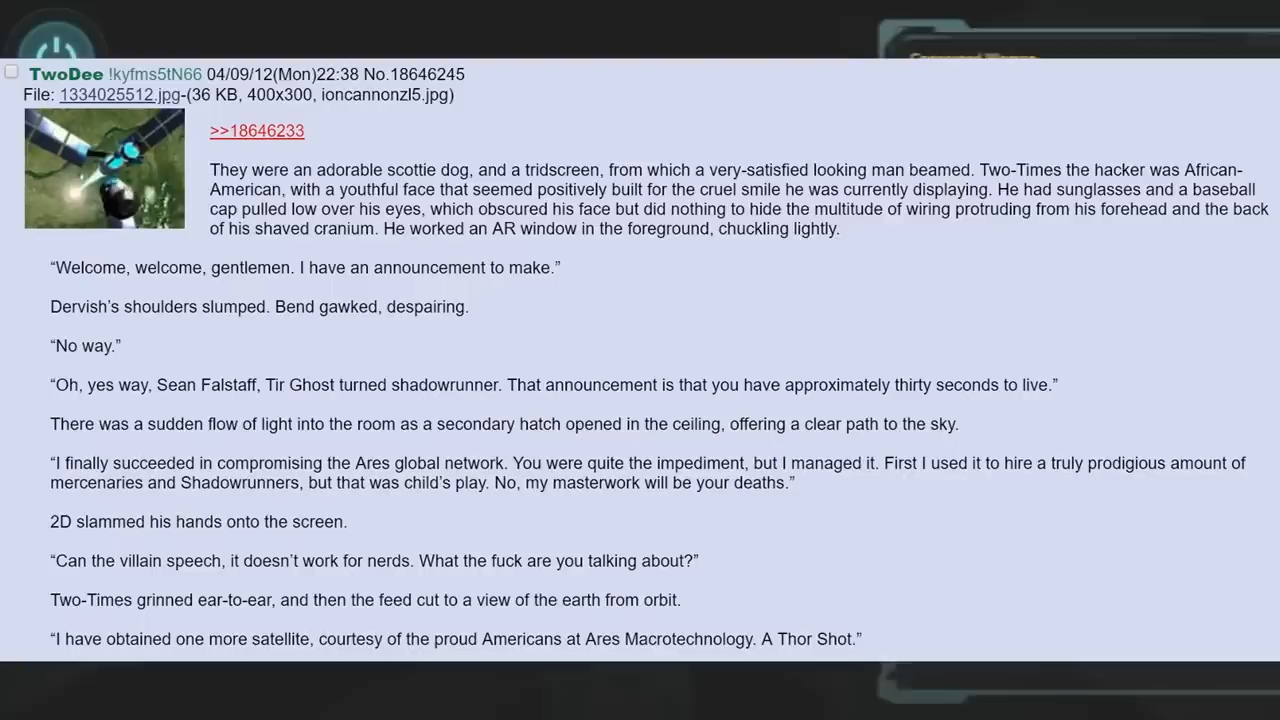 TwoDee !kyfms5tN66 04/09/12(Mon)22:38 No.18646245
File: 1334025512.jpg-(36 KB, 400x300, ioncannonzl5.jpg)
>>18646233
They were an adorable scottie dog, and a tridscreen, from which a very-satisfied looking man beamed. Two-Times the hacker was African-
American, with a youthful face that seemed positively built for the cruel smile he was currently displaying. He had sunglasses and a baseball
cap pulled low over his eyes, which obscured his face but did nothing to hide the multitude of wiring protruding from his forehead and the back
of his shaved cranium. He worked an AR window in the foreground, chuckling lightly.
“Welcome, welcome, gentlemen. I have an announcement to make.”
Dervish’s shoulders slumped. Bend gawked, despairing.
“No way.”
“Oh, yes way, Sean Falstaff, Tir Ghost turned shadowrunner. That announcement is that you have approximately thirty seconds to live.”
There was a sudden flow of light into the room as a secondary hatch opened in the ceiling, offering a clear path to the sky.
“I finally succeeded in compromising the Ares global network. You were quite the impediment, but I managed it. First I used it to hire a truly prodigious amount of
mercenaries and Shadowrunners, but that was child’s play. No, my masterwork will be your deaths.”
2D slammed his hands onto the screen.
“Can the villain speech, it doesn’t work for nerds. What the fuck are you talking about?”
Two-Times grinned ear-to-ear, and then the feed cut to a view of the earth from orbit.
“I have obtained one more satellite, courtesy of the proud Americans at Ares Macrotechnology. A Thor Shot.”